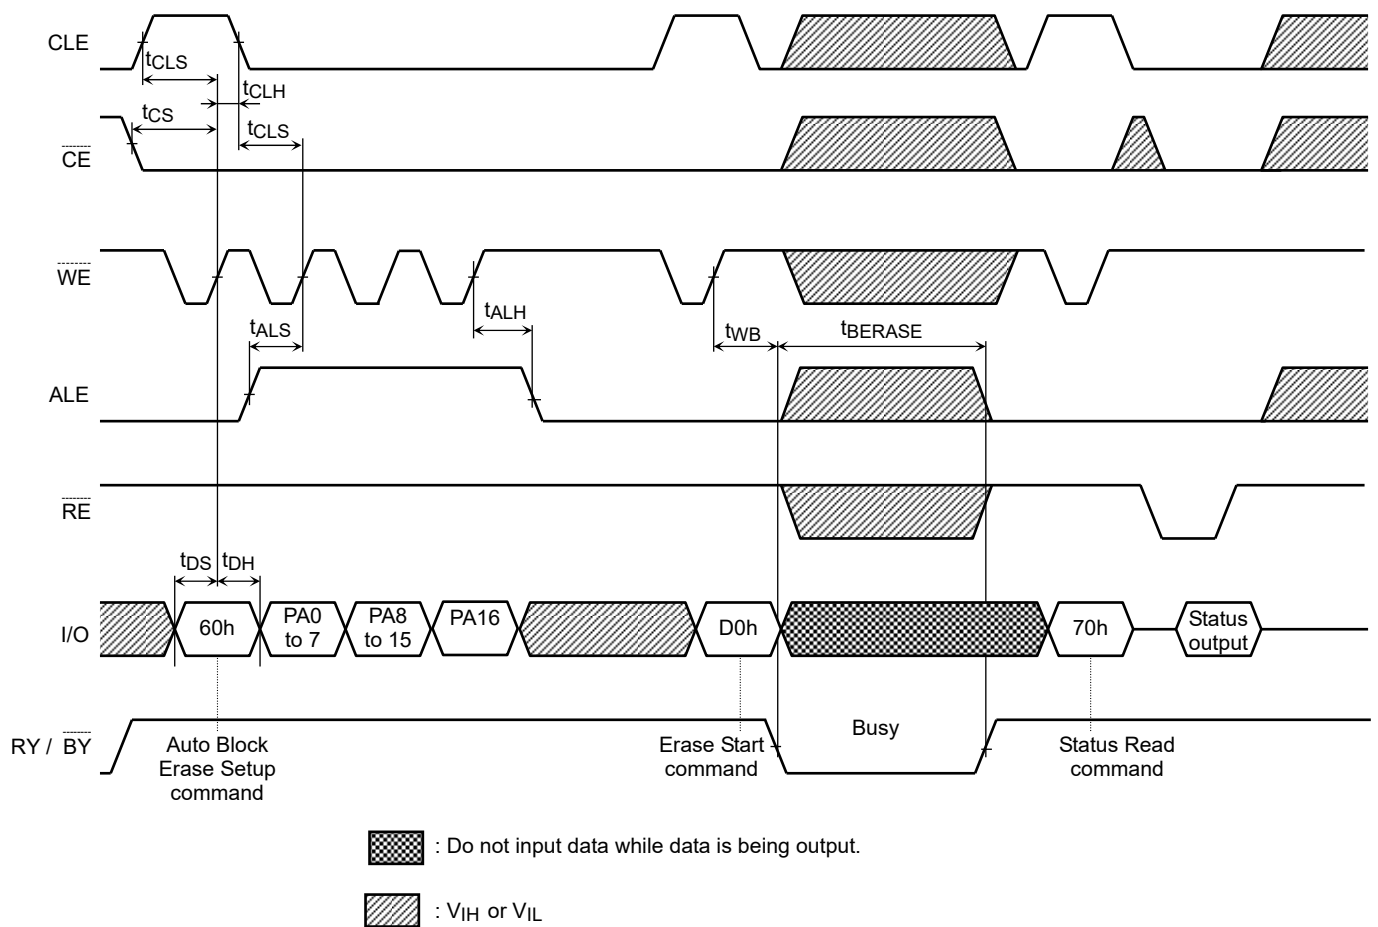 CLE
tCLS
tCLH
tCS
tCLS
CE
WE
tALS
tALH
tWB
tBERASE
ALE
RE
tDS
tDH
I/O
60h
PA0
to 7
PA8
to 15
PA16
D0h
70h
Status
output
RY / BY
Busy
Auto Block
Erase Setup
command
Erase Start
command
Status Read
command
: Do not input data while data is being output.
: VIH or VIL